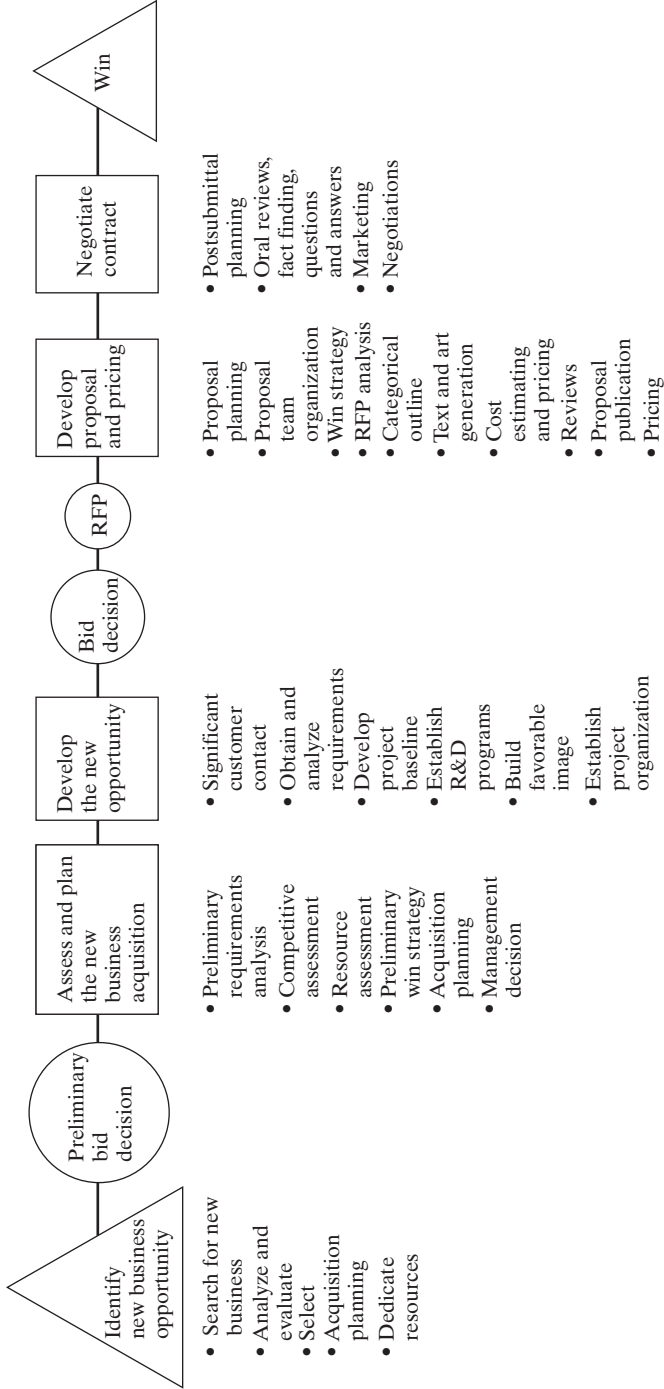 Identify
new business
opportunity
• Search for new
business
• Analyze and
evaluate
• Select
• Acquisition
planning
• Dedicate
resources
Preliminary
bid
decision
Assess and plan
the new
business
acquisition
• Preliminary
requirements
analysis
• Competitive
assessment
• Resource
assessment
• Preliminary
win strategy
• Acquisition
planning
• Management
decision
Develop
the new
opportunity
• Significant
customer
contact
• Obtain and
analyze
requirements
• Develop
project
baseline
• Establish
R&D
programs
• Build
favorable
image
• Establish
project
organization
Bid
decision
RFP
Develop
proposal
and pricing
• Proposal
planning
• Proposal
team
organization
• Win strategy
• RFP analysis
• Categorical
outline
• Text and art
generation
• Cost
estimating
and pricing
• Reviews
• Proposal
publication
• Pricing
Negotiate
contract
• Postsubmittal
planning
• Oral reviews,
fact finding,
questions
and answers
• Marketing
• Negotiations
Win